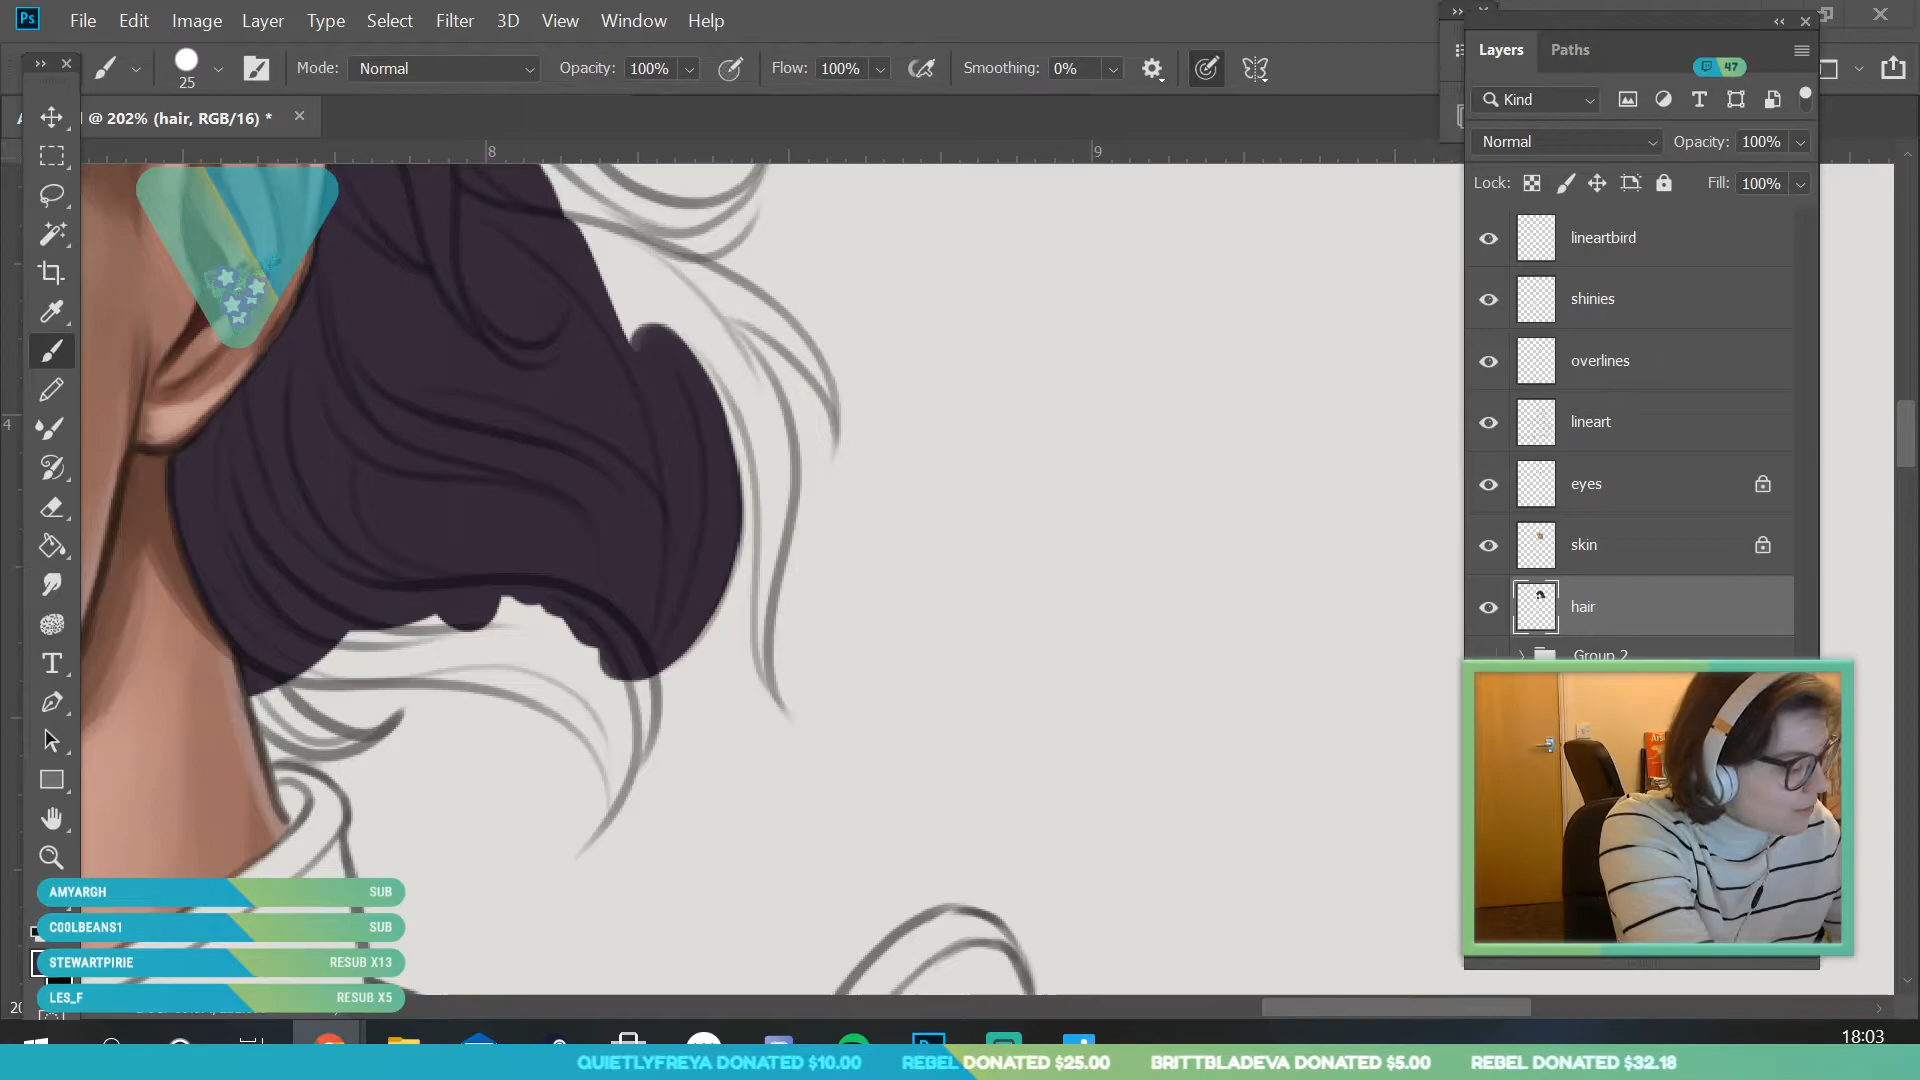 Ps File Edit Image Layer Type Select Filter 3D View Window Help
25 Mode: Normal Opacity: 100% Flow: 100% Smoothing: 0%
@ 202% (hair, RGB/16) *
8
9
4
Layers Paths
47
Kind
Normal Opacity: 100%
Lock: Fill: 100%
lineartbird
shinies
overlines
lineart
eyes
skin
hair
Group 2
AMYARGH SUB
C00LBEANS1 SUB
STEWARTPIRIE RESUB X13
LES_F RESUB X5
18:03
QUIETLYFREYA DONATED $10.00 REBEL DONATED $25.00 BRITTBLADEVA DONATED $5.00 REBEL DONATED $32.18